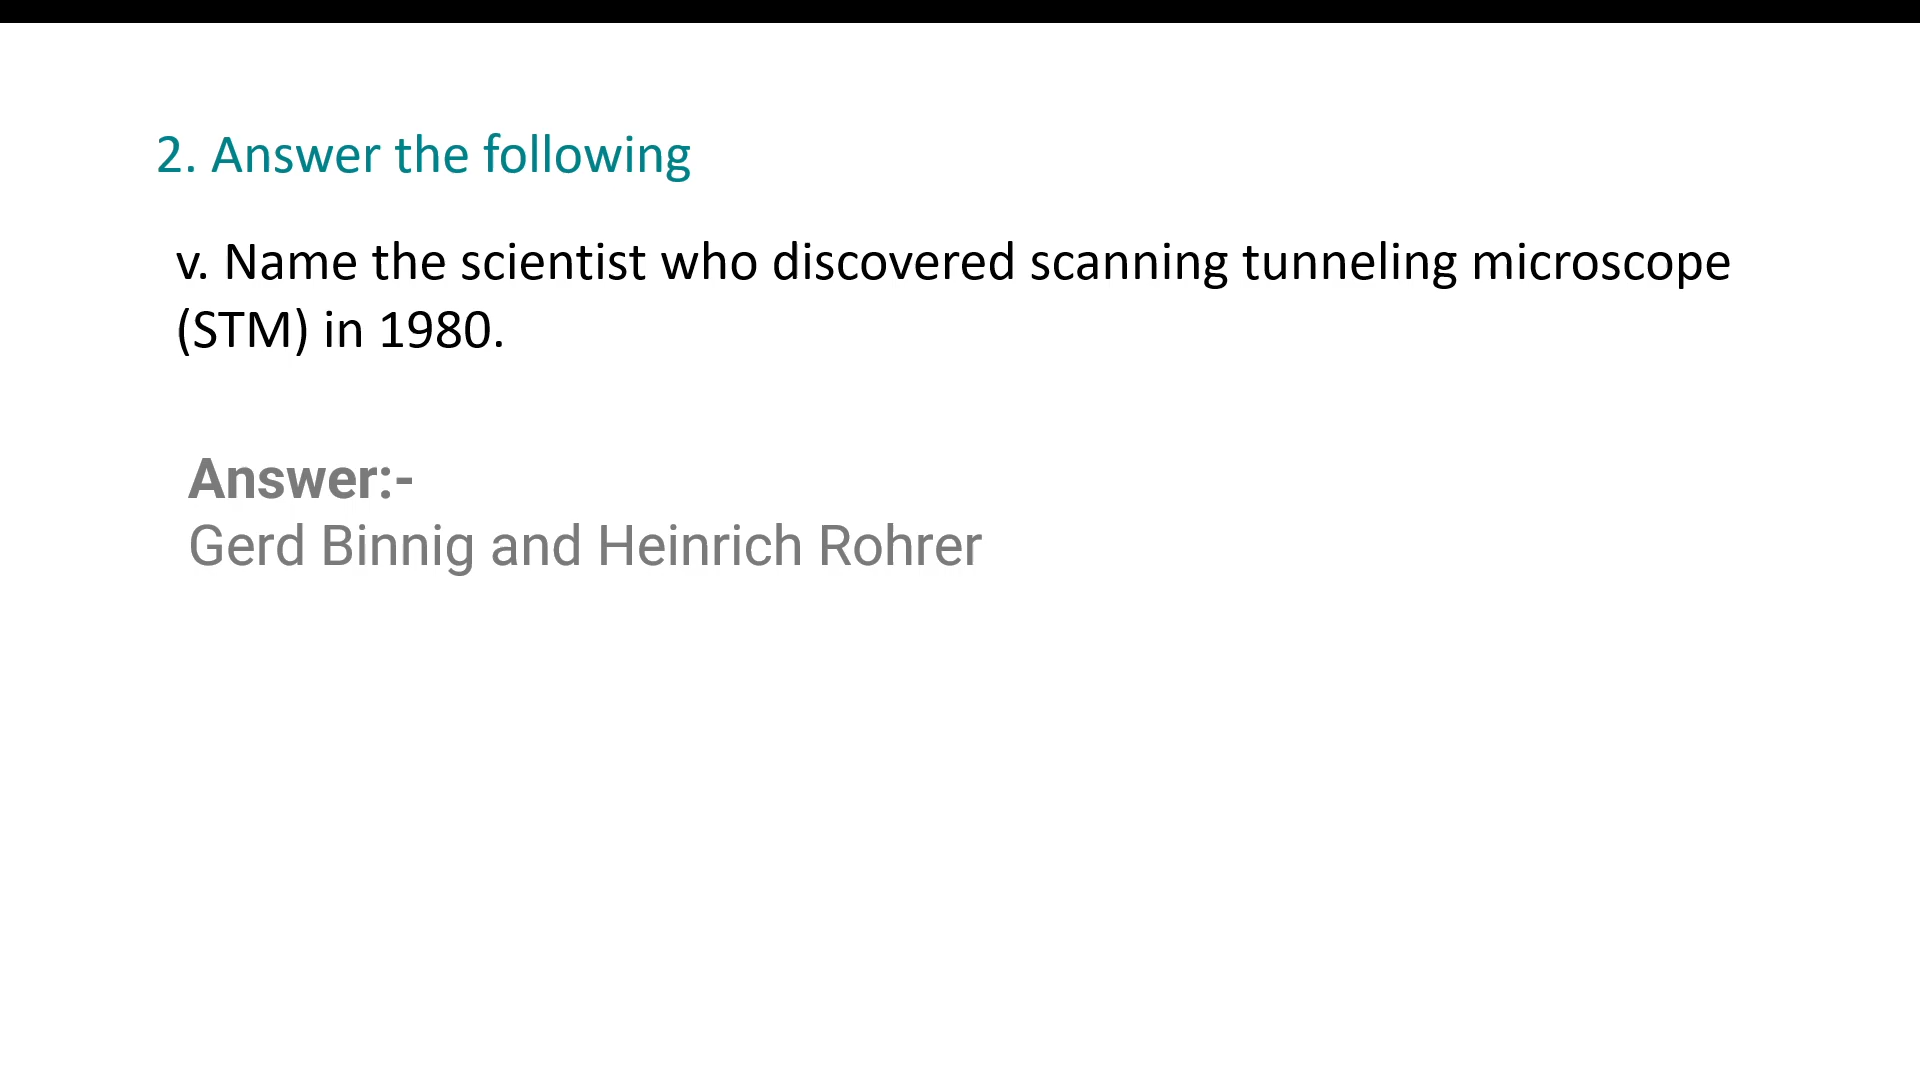 2. Answer the following
v. Name the scientist who discovered scanning tunneling microscope
(STM) in 1980.
Answer:-
Gerd Binnig and Heinrich Rohrer